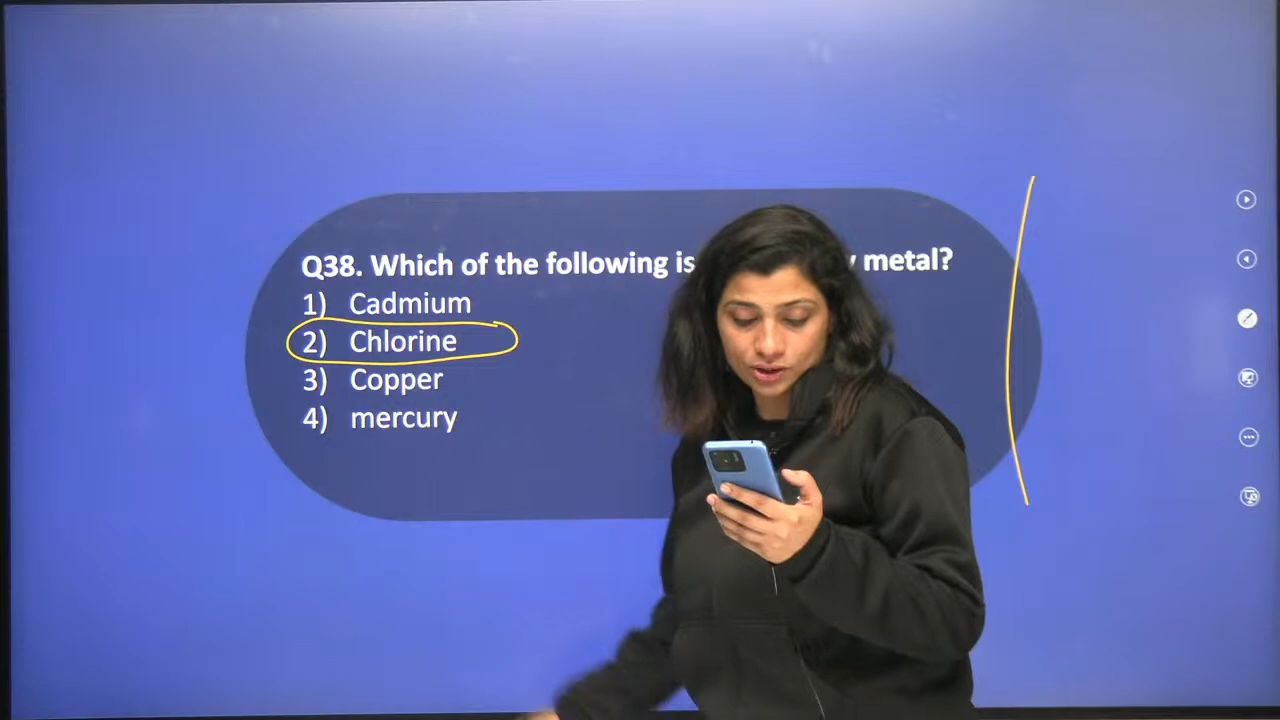 Q38. Which of the following is metal?
1) Cadmium
2) Chlorine
3) Copper
4) mercury